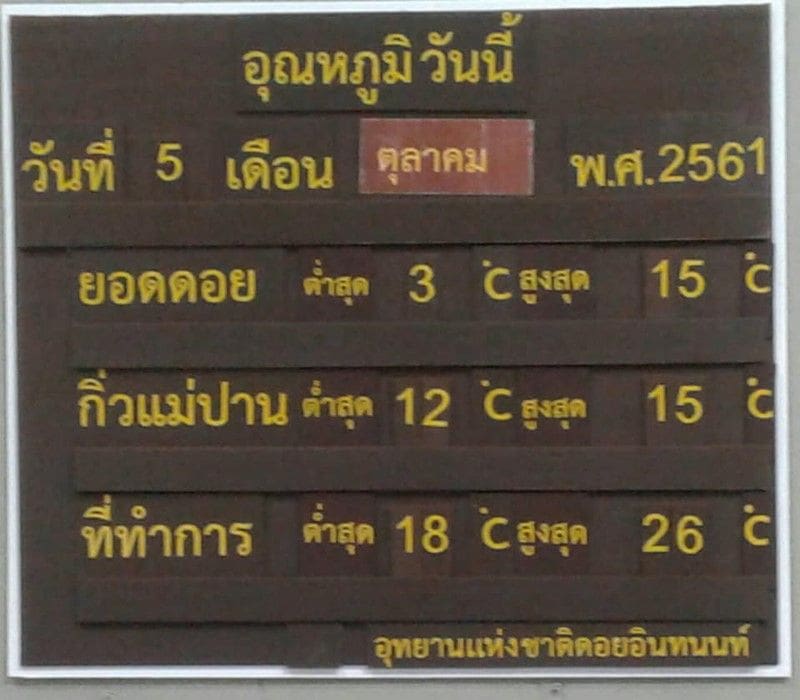 อุณหภูมิ วันนี้
วันที่ 5 เดือน ตุลาคม พ.ศ.2561
ยอดดอย ต่ำสุด 3 °C สูงสุด 15 °C
กิ่วแม่ปาน ต่ำสุด 12 °C สูงสุด 15 °C
ที่ทำการ ต่ำสุด 18 °C สูงสุด 26 °C
อุทยานแห่งชาติดอยอินทนนท์